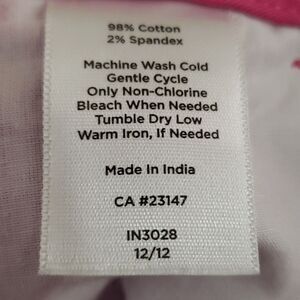 98% Cotton
2% Spandex
Machine Wash Cold
Gentle Cycle
Only Non-Chlorine
Bleach When Needed
Tumble Dry Low
Warm Iron, If Needed
Made In India
CA #23147
IN3028
12/12